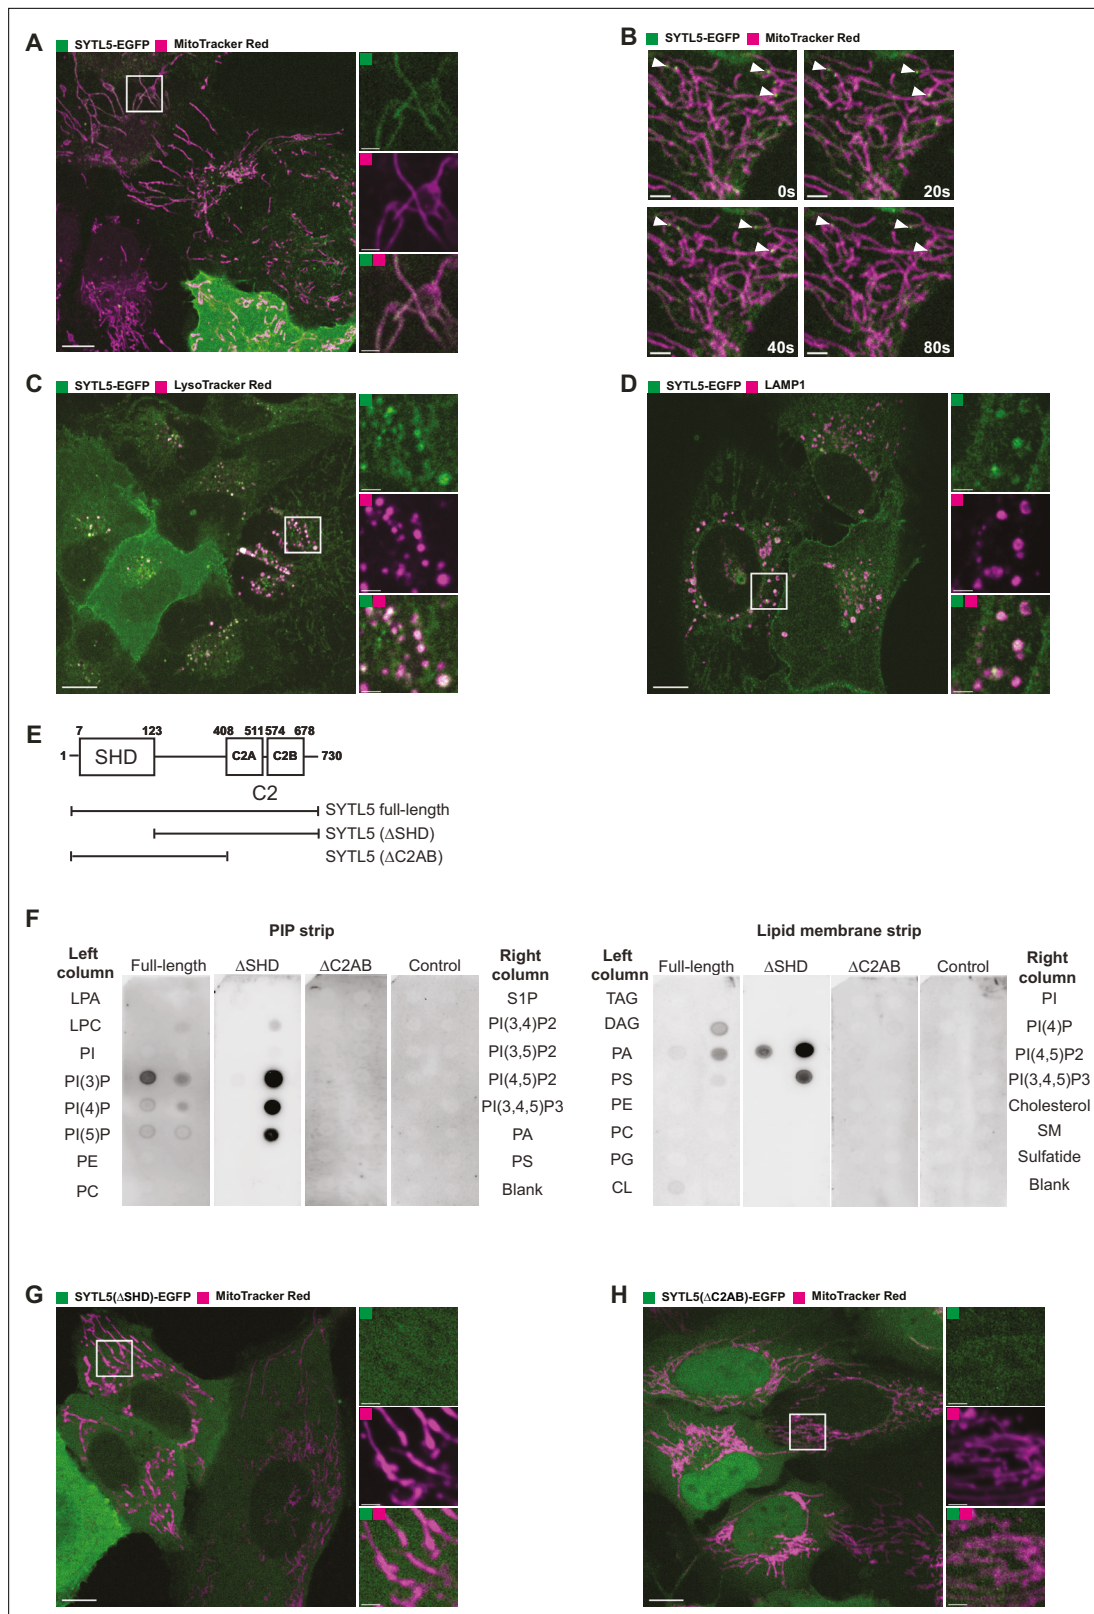 A
SYTL5-EGFP MitoTracker Red
B
SYTL5-EGFP MitoTracker Red
0s
20s
40s
80s
C
SYTL5-EGFP LysoTracker Red
D
SYTL5-EGFP LAMP1
E
7 123 408 511 574 678
1 SHD C2A C2B 730
C2
SYTL5 full-length
SYTL5 (ΔSHD)
SYTL5 (ΔC2AB)
F
PIP strip
Left column
Full-length ΔSHD ΔC2AB Control
Right column
LPA S1P
LPC PI(3,4)P2
PI PI(3,5)P2
PI(3)P PI(4,5)P2
PI(4)P PI(3,4,5)P3
PI(5)P PA
PE PS
PC Blank
Lipid membrane strip
Left column
Full-length ΔSHD ΔC2AB Control
Right column
TAG PI
DAG PI(4)P
PA PI(4,5)P2
PS PI(3,4,5)P3
PE Cholesterol
PC SM
PG Sulfatide
CL Blank
G
SYTL5(ΔSHD)-EGFP MitoTracker Red
H
SYTL5(ΔC2AB)-EGFP MitoTracker Red